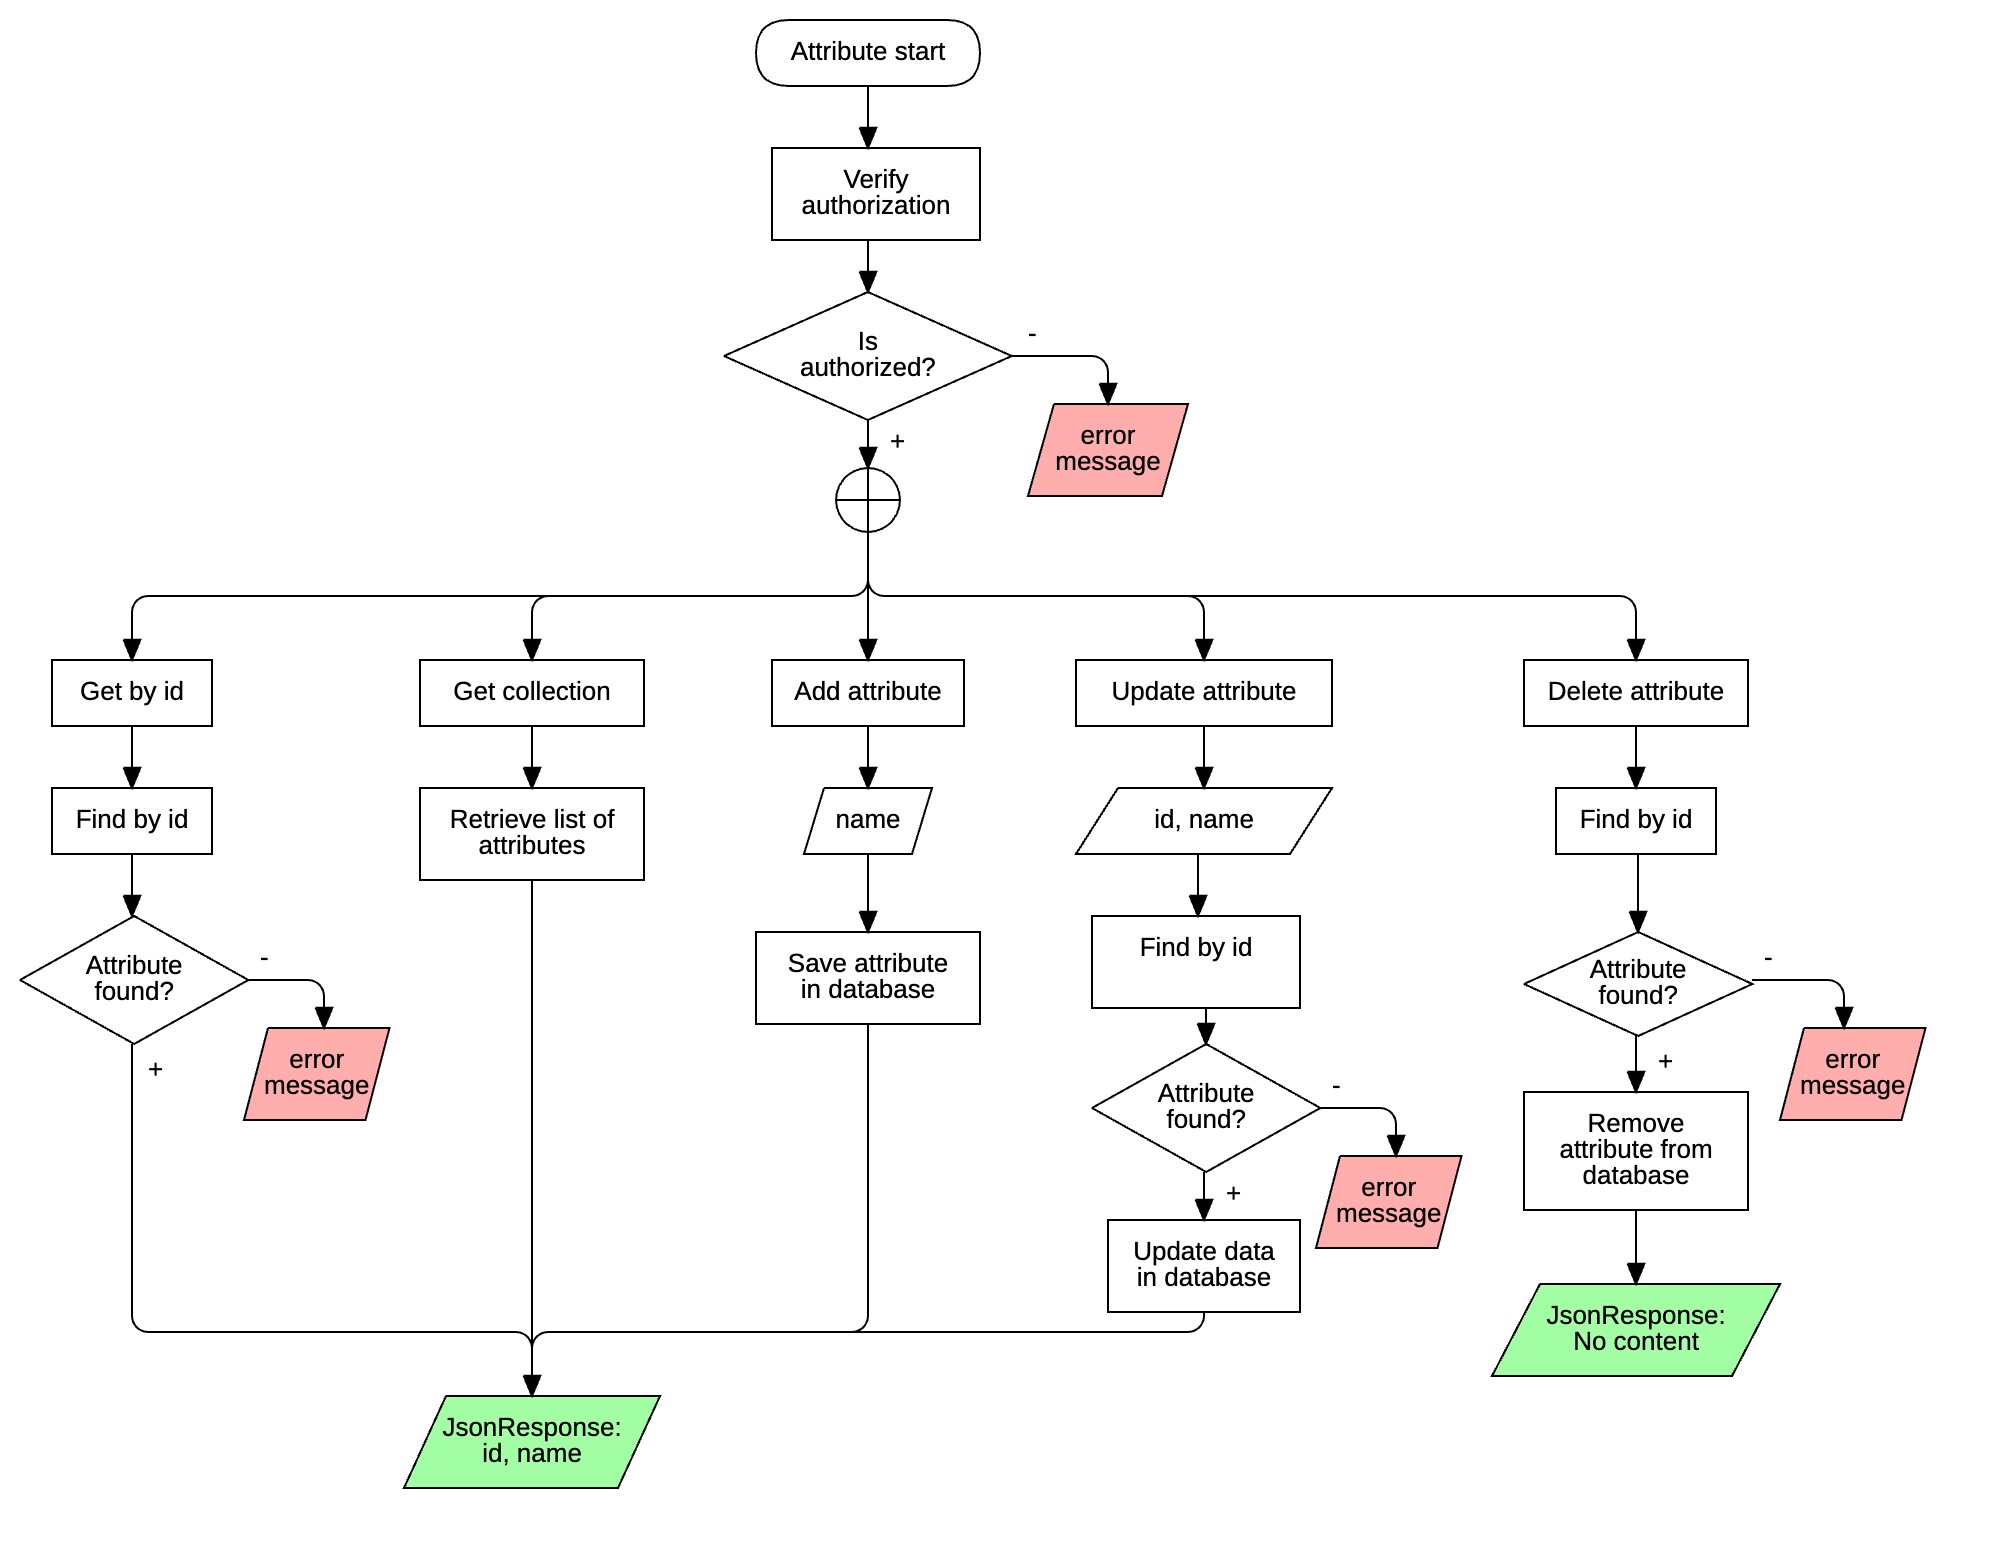 Attribute start
Verify
authorization
Is
authorized?
-
error
message
+
Get by id
Get collection
Add attribute
Update attribute
Delete attribute
Find by id
Retrieve list of
attributes
name
id, name
Find by id
Attribute
found?
-
error
message
+
Save attribute
in database
Find by id
Attribute
found?
-
error
message
+
Update data
in database
Attribute
found?
-
error
message
+
Remove
attribute from
database
JsonResponse:
No content
JsonResponse:
id, name